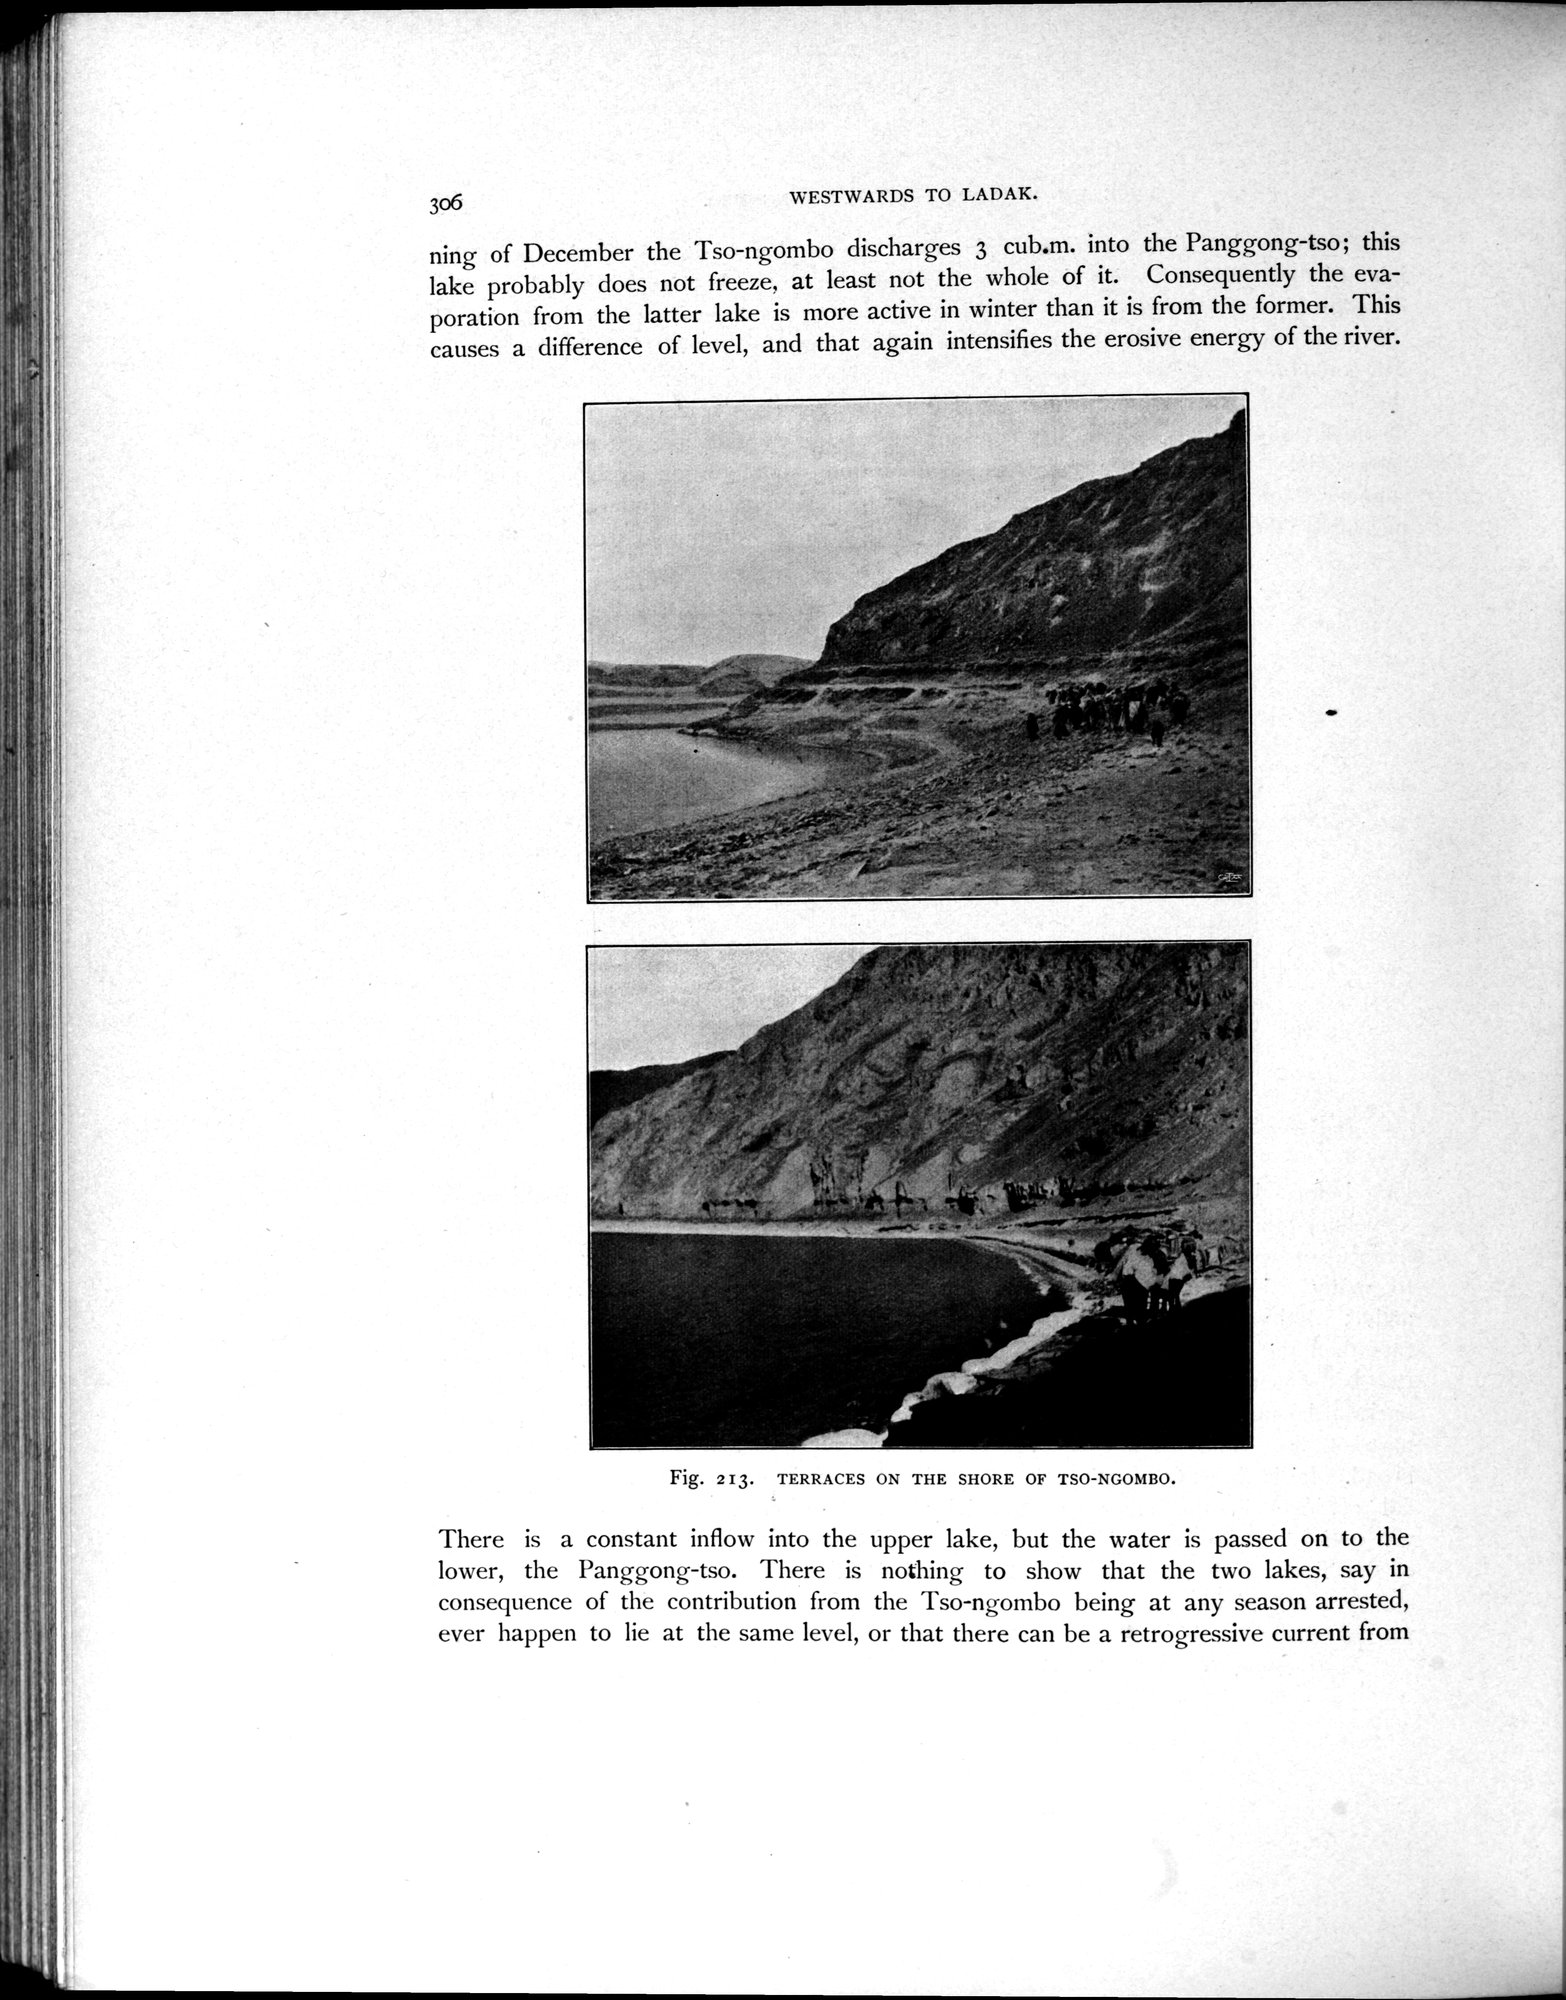 306
WESTWARDS TO LADAK.
ning of December the Tso-ngombo discharges 3 cub.m. into the Panggong-tso; this
lake probably does not freeze, at least not the whole of it. Consequently the eva-
poration from the latter lake is more active in winter than it is from the former. This
causes a difference of level, and that again intensifies the erosive energy of the river.
Fig. 213. TERRACES ON THE SHORE OF TSO-NGOMBO.
There is a constant inflow into the upper lake, but the water is passed on to the
lower, the Panggong-tso. There is nothing to show that the two lakes, say in
consequence of the contribution from the Tso-ngombo being at any season arrested,
ever happen to lie at the same level, or that there can be a retrogressive current from